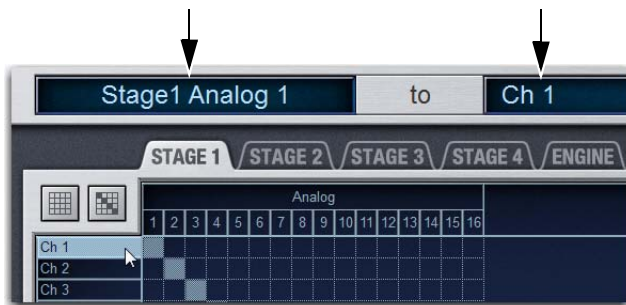 Stage1 Analog 1 to Ch 1
STAGE 1 STAGE 2 STAGE 3 STAGE 4 ENGINE
Analog
1 2 3 4 5 6 7 8 9 10 11 12 13 14 15 16
Ch 1
Ch 2
Ch 3